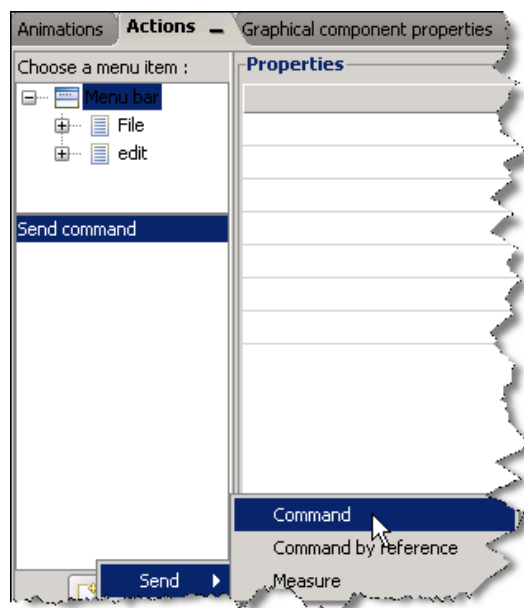 Animations Actions Graphical component properties
Choose a menu item : Properties
Menu bar
File
edit
Send command
Command
Command by reference
Send Measure